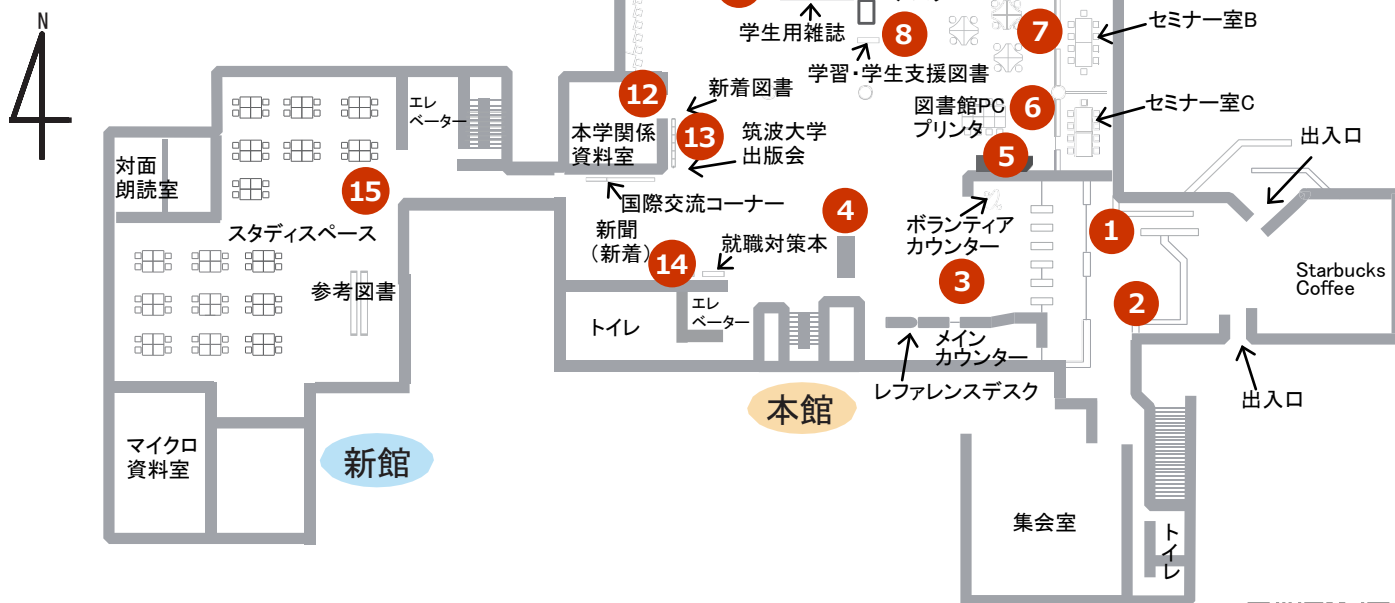 N
学生用雑誌
8
学習・学生支援図書
7
セミナー室B
6
セミナー室C
図書館PC
プリンタ
5
出入口
エレ
ベーター
12
新着図書
13
本学関係
資料室
筑波大学
出版会
対面
朗読室
15
スタディスペース
国際交流コーナー
新聞
(新着)
14
就職対策本
4
ボランティア
カウンター
3
1
2
Starbucks
Coffee
参考図書
トイレ
エレ
ベーター
メイン
カウンター
レファレンスデスク
出入口
本館
新館
マイクロ
資料室
集会室
トイレ